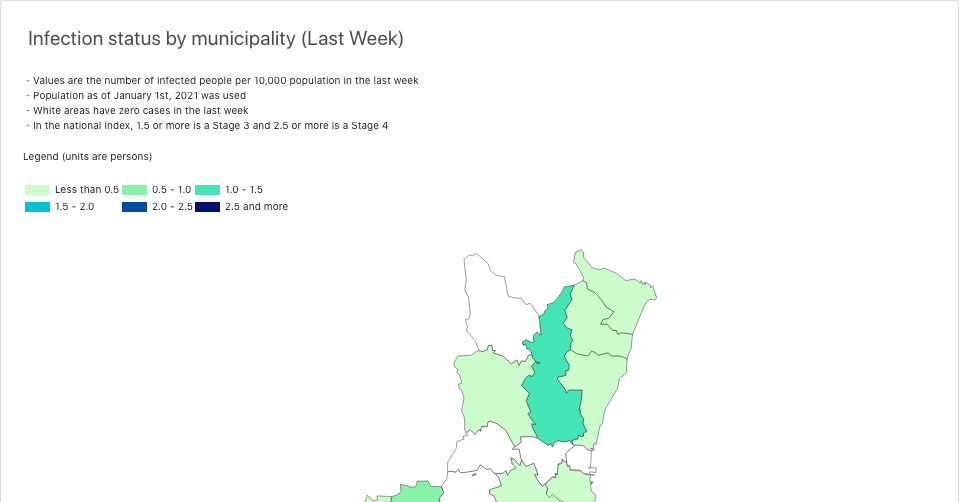 Infection status by municipality (Last Week)
· Values are the number of infected people per 10,000 population in the last week
· Population as of January 1st, 2021 was used
· White areas have zero cases in the last week
· In the national index, 1.5 or more is a Stage 3 and 2.5 or more is a Stage 4
Legend (units are persons)
Less than 0.5 0.5 - 1.0 1.0 - 1.5
1.5 - 2.0 2.0 - 2.5 2.5 and more